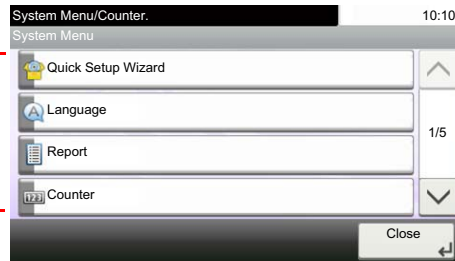 System Menu/Counter.
10:10
System Menu
Quick Setup Wizard
Language
1/5
Report
Counter
Close